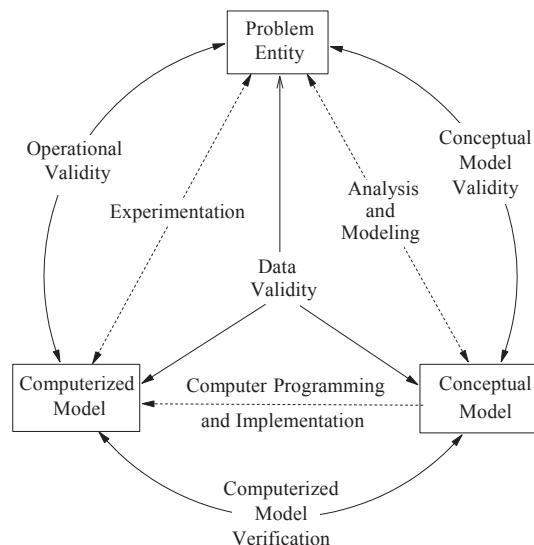 Problem
Entity
Operational
Validity
Conceptual
Model
Validity
Experimentation
Analysis
and
Modeling
Data
Validity
Computerized
Model
Computer Programming
and Implementation
Conceptual
Model
Computerized
Model
Verification